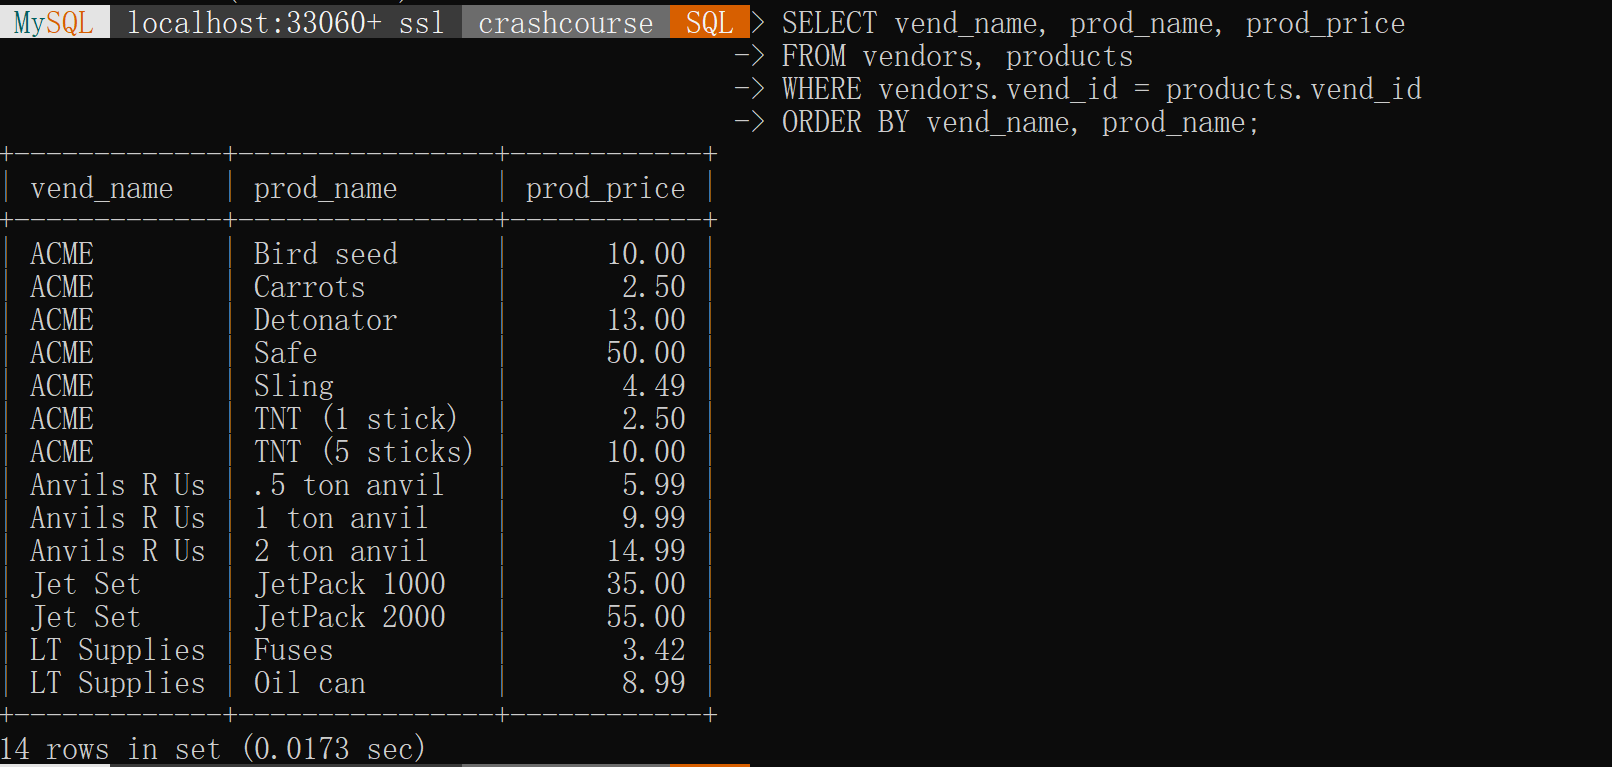 MySQL localhost:33060+ ssl crashcourse SQL > SELECT vend_name, prod_name, prod_price
-> FROM vendors, products
-> WHERE vendors.vend_id = products.vend_id
-> ORDER BY vend_name, prod_name;
+-------------+----------------+------------+
| vend_name   | prod_name      | prod_price |
+-------------+----------------+------------+
| ACME        | Bird seed      |      10.00 |
| ACME        | Carrots        |       2.50 |
| ACME        | Detonator      |      13.00 |
| ACME        | Safe           |      50.00 |
| ACME        | Sling          |       4.49 |
| ACME        | TNT (1 stick)  |       2.50 |
| ACME        | TNT (5 sticks) |      10.00 |
| Anvils R Us | .5 ton anvil   |       5.99 |
| Anvils R Us | 1 ton anvil    |       9.99 |
| Anvils R Us | 2 ton anvil    |      14.99 |
| Jet Set     | JetPack 1000   |      35.00 |
| Jet Set     | JetPack 2000   |      55.00 |
| LT Supplies | Fuses          |       3.42 |
| LT Supplies | Oil can        |       8.99 |
+-------------+----------------+------------+
14 rows in set (0.0173 sec)